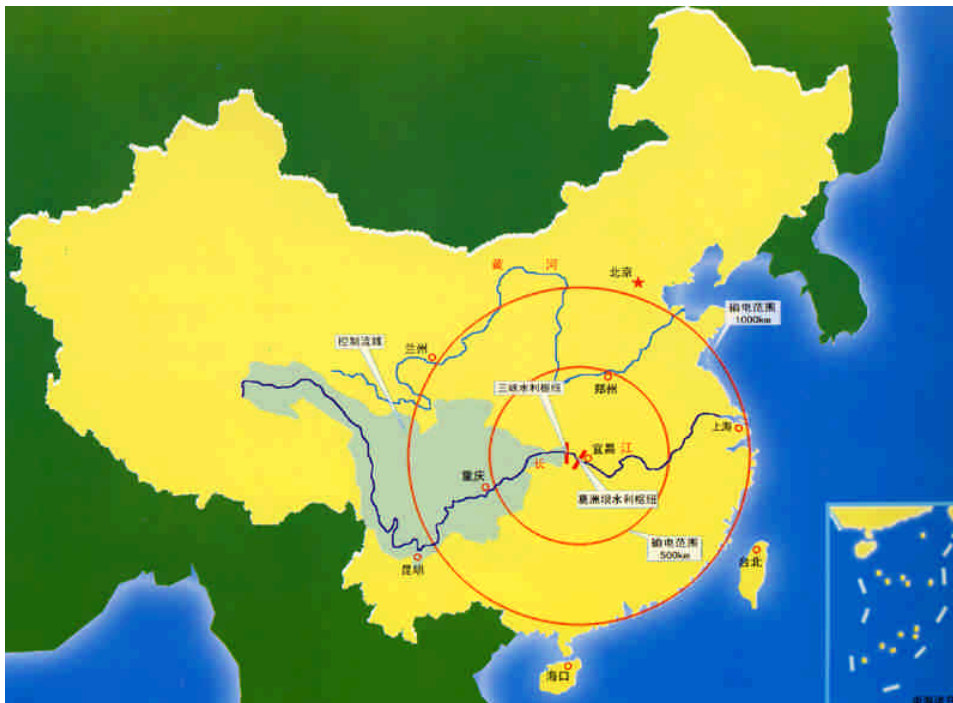 黄 河
北京
输电范围
1000km
控制流域
兰州
三峡水利枢纽
郑州
上海
宜昌
长 江
重庆
葛洲坝水利枢纽
输电范围
500km
昆明
台北
海口